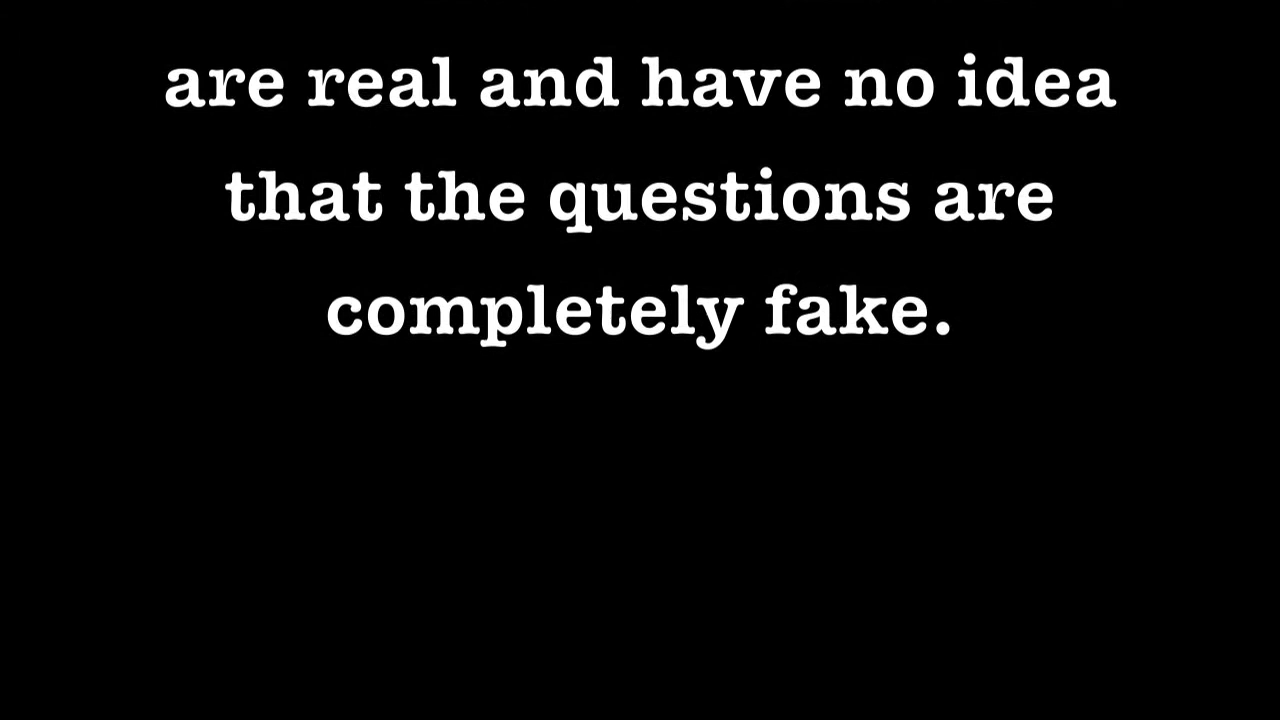 are real and have no idea
that the questions are
completely fake.